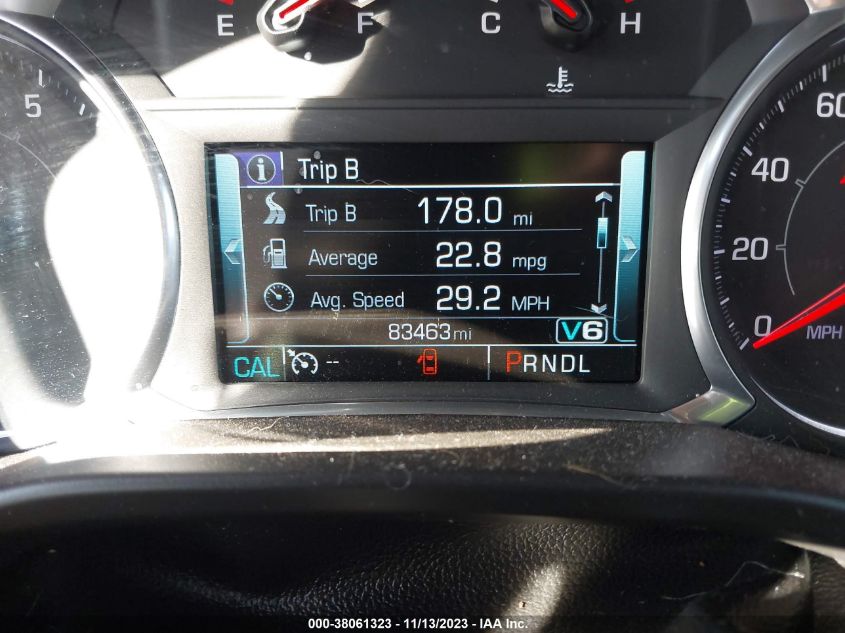 E F C H
5
60
40
20
0
MPH
i Trip B
Trip B 178.0 mi
Average 22.8 mpg
Avg. Speed 29.2 MPH
83463 mi V6
CAL -- PRNDL
000-38061323 - 11/13/2023 - IAA Inc.